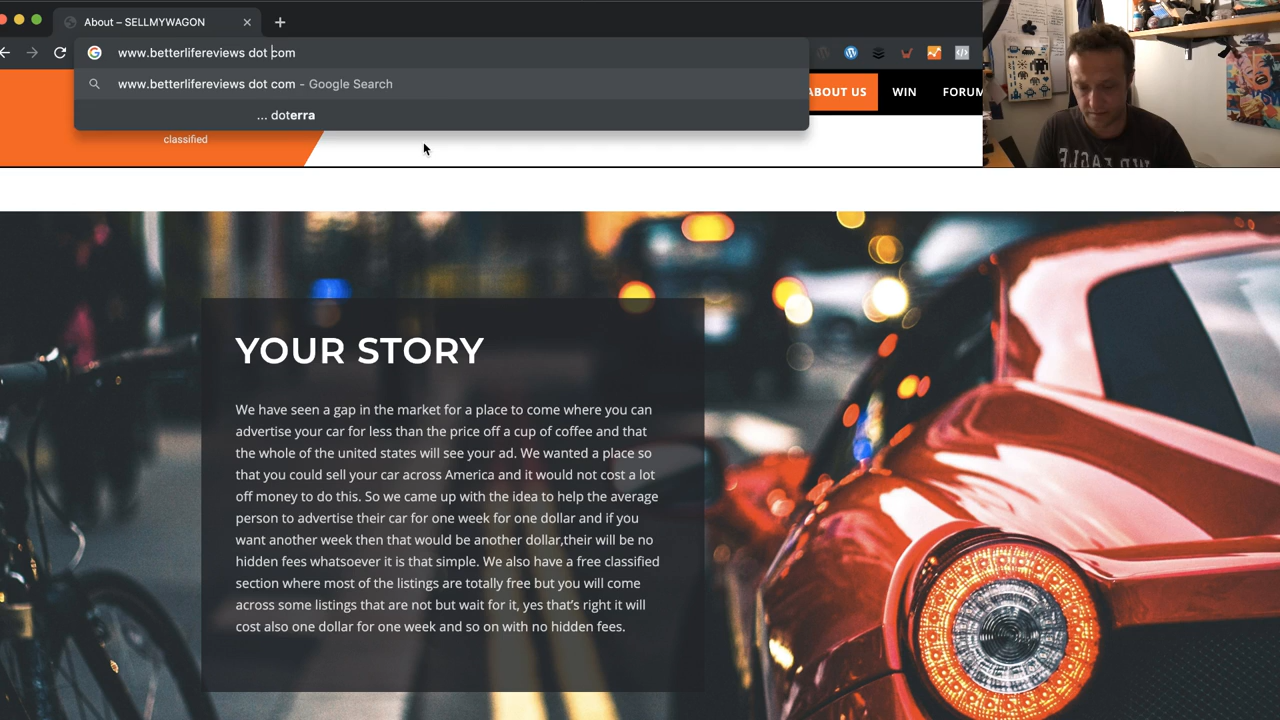 About – SELLMYWAGON
www.betterlifereviews dot com
www.betterlifereviews dot com – Google Search
... doterra
ABOUT US
WIN
FORUM
classified
YOUR STORY
We have seen a gap in the market for a place to come where you can
advertise your car for less than the price off a cup of coffee and that
the whole of the united states will see your ad. We wanted a place so
that you could sell your car across America and it would not cost a lot
off money to do this. So we came up with the idea to help the average
person to advertise their car for one week for one dollar and if you
want another week then that would be another dollar,their will be no
hidden fees whatsoever it is that simple. We also have a free classified
section where most of the listings are totally free but you will come
across some listings that are not but wait for it, yes that's right it will
cost also one dollar for one week and so on with no hidden fees.